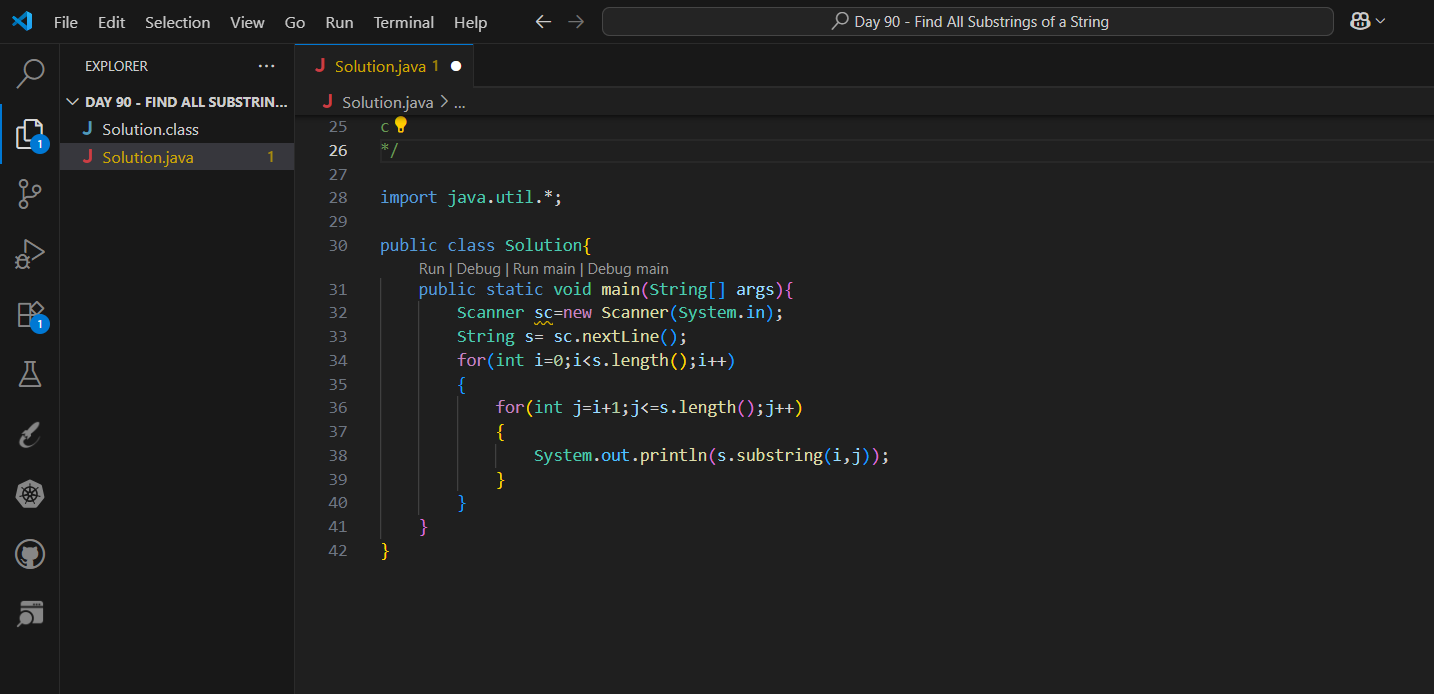 File Edit Selection View Go Run Terminal Help
Day 90 - Find All Substrings of a String
EXPLORER ...
DAY 90 - FIND ALL SUBSTRIN...
J Solution.class
J Solution.java 1
1
1
J Solution.java 1
J Solution.java > ...
25 c
26 */
27
28 import java.util.*;
29
30 public class Solution{
Run | Debug | Run main | Debug main
31 public static void main(String[] args){
32 Scanner sc=new Scanner(System.in);
33 String s= sc.nextLine();
34 for(int i=0;i<s.length();i++)
35 {
36 for(int j=i+1;j<=s.length();j++)
37 {
38 System.out.println(s.substring(i,j));
39 }
40 }
41 }
42 }